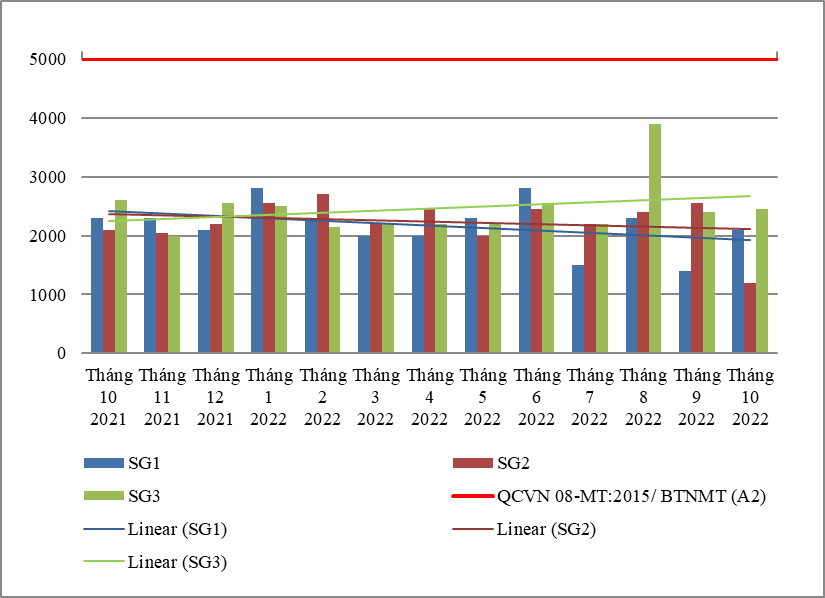 5000
4000
3000
2000
1000
0
Tháng Tháng Tháng Tháng Tháng Tháng Tháng Tháng Tháng Tháng Tháng Tháng Tháng
10 11 12 1 2 3 4 5 6 7 8 9 10
2021 2021 2021 2022 2022 2022 2022 2022 2022 2022 2022 2022 2022
SG1 SG2
SG3 QCVN 08-MT:2015/ BTNMT (A2)
Linear (SG1) Linear (SG2)
Linear (SG3)